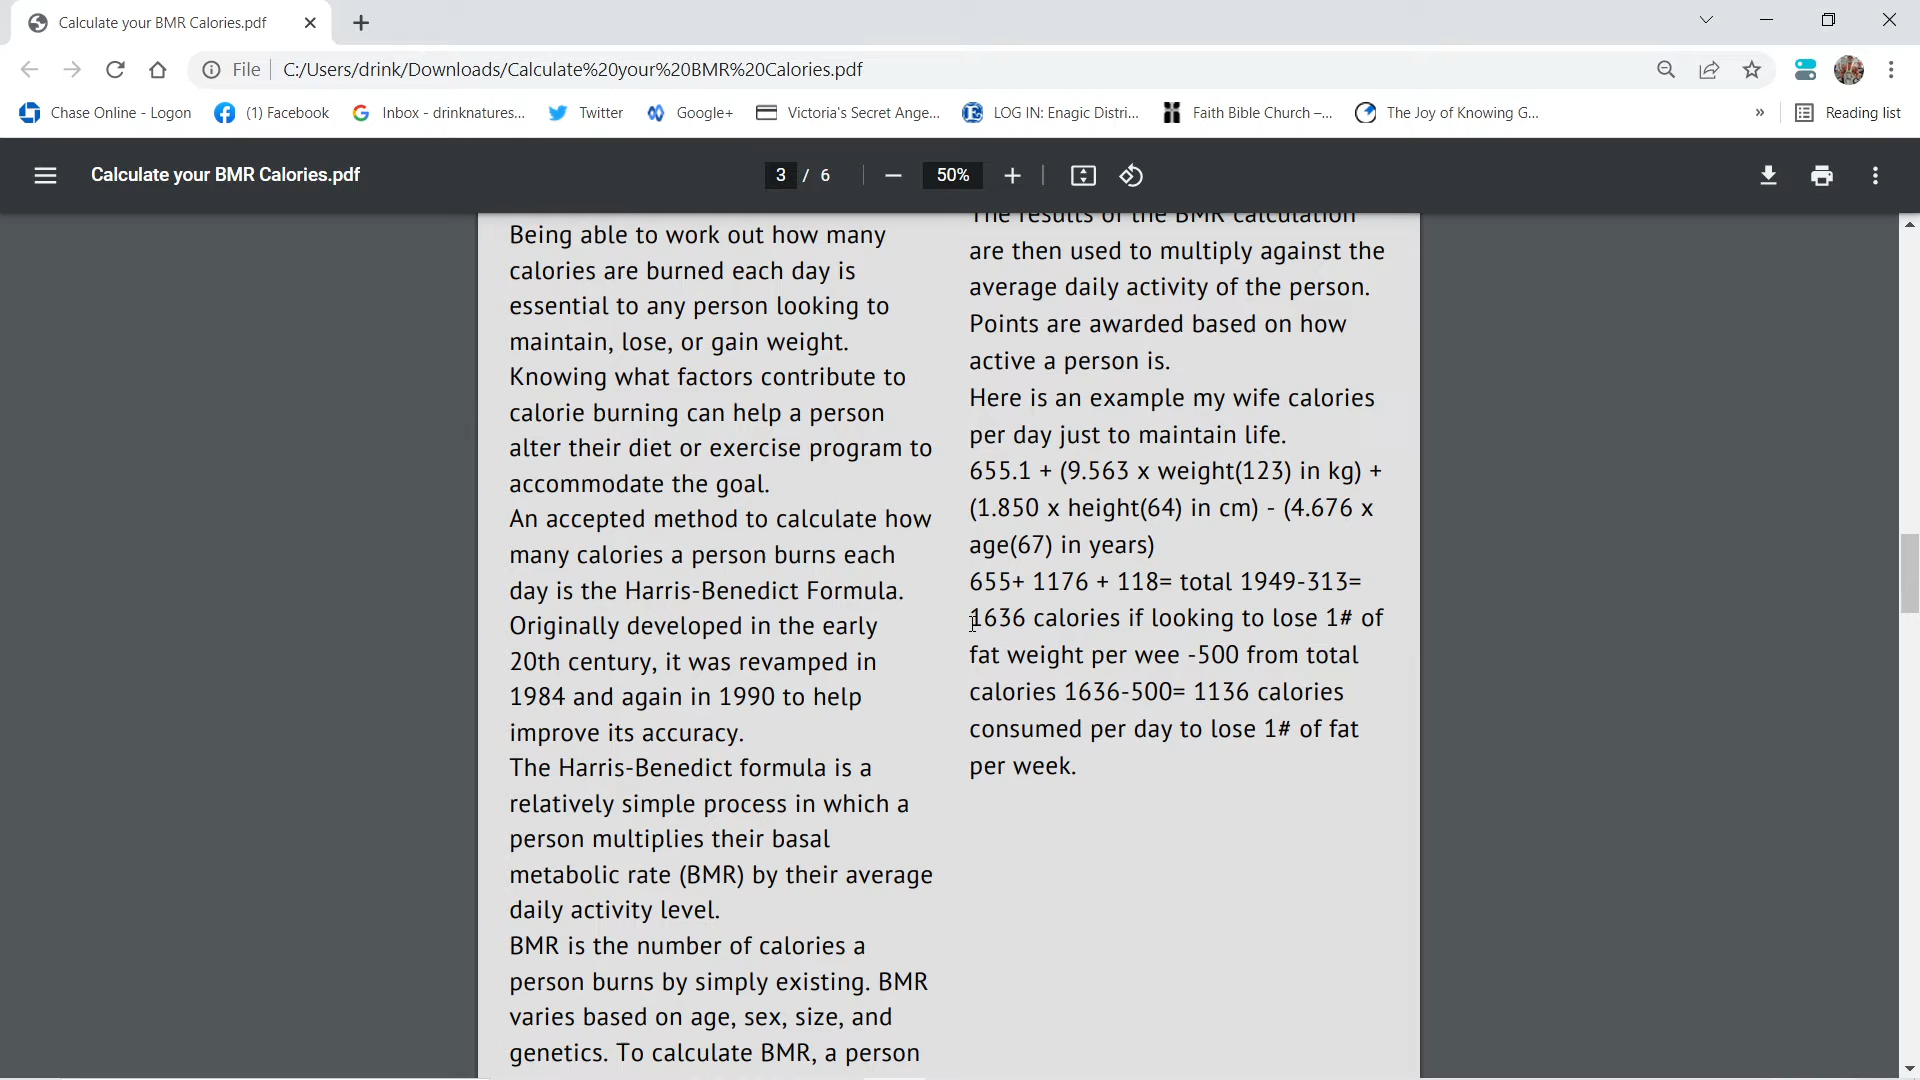 Calculate your BMR Calories.pdf
File
C:/Users/drink/Downloads/Calculate%20your%20BMR%20Calories.pdf
Chase Online - Logon
(1) Facebook
Inbox - drinknatures...
Twitter
Google+
Victoria's Secret Ange...
LOG IN: Enagic Distri...
Faith Bible Church –...
The Joy of Knowing G...
»
Reading list
Calculate your BMR Calories.pdf
3 / 6
50%
Being able to work out how many
calories are burned each day is
essential to any person looking to
maintain, lose, or gain weight.
Knowing what factors contribute to
calorie burning can help a person
alter their diet or exercise program to
accommodate the goal.
An accepted method to calculate how
many calories a person burns each
day is the Harris-Benedict Formula.
Originally developed in the early
20th century, it was revamped in
1984 and again in 1990 to help
improve its accuracy.
The Harris-Benedict formula is a
relatively simple process in which a
person multiplies their basal
metabolic rate (BMR) by their average
daily activity level.
BMR is the number of calories a
person burns by simply existing. BMR
varies based on age, sex, size, and
genetics. To calculate BMR, a person
The results of the BMR calculation
are then used to multiply against the
average daily activity of the person.
Points are awarded based on how
active a person is.
Here is an example my wife calories
per day just to maintain life.
655.1 + (9.563 x weight(123) in kg) +
(1.850 x height(64) in cm) - (4.676 x
age(67) in years)
655+ 1176 + 118= total 1949-313=
1636 calories if looking to lose 1# of
fat weight per wee -500 from total
calories 1636-500= 1136 calories
consumed per day to lose 1# of fat
per week.